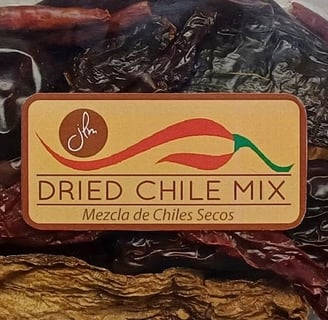 jlm
DRIED CHILE MIX
Mezcla de Chiles Secos